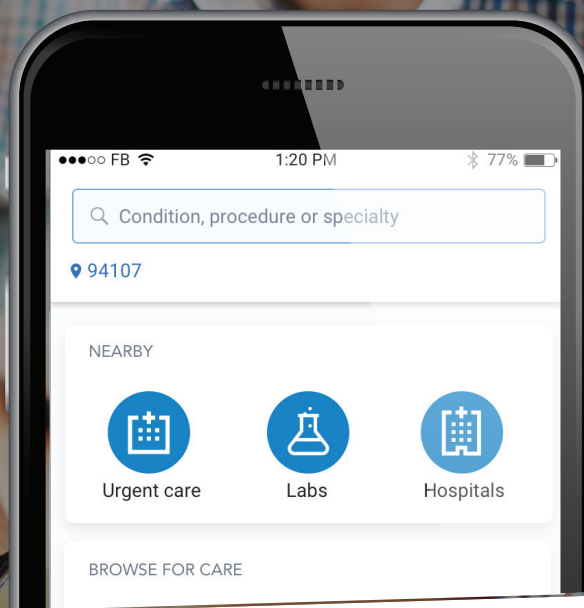 FB 1:20 PM 77%
Condition, procedure or specialty
94107
NEARBY
Urgent care Labs Hospitals
BROWSE FOR CARE